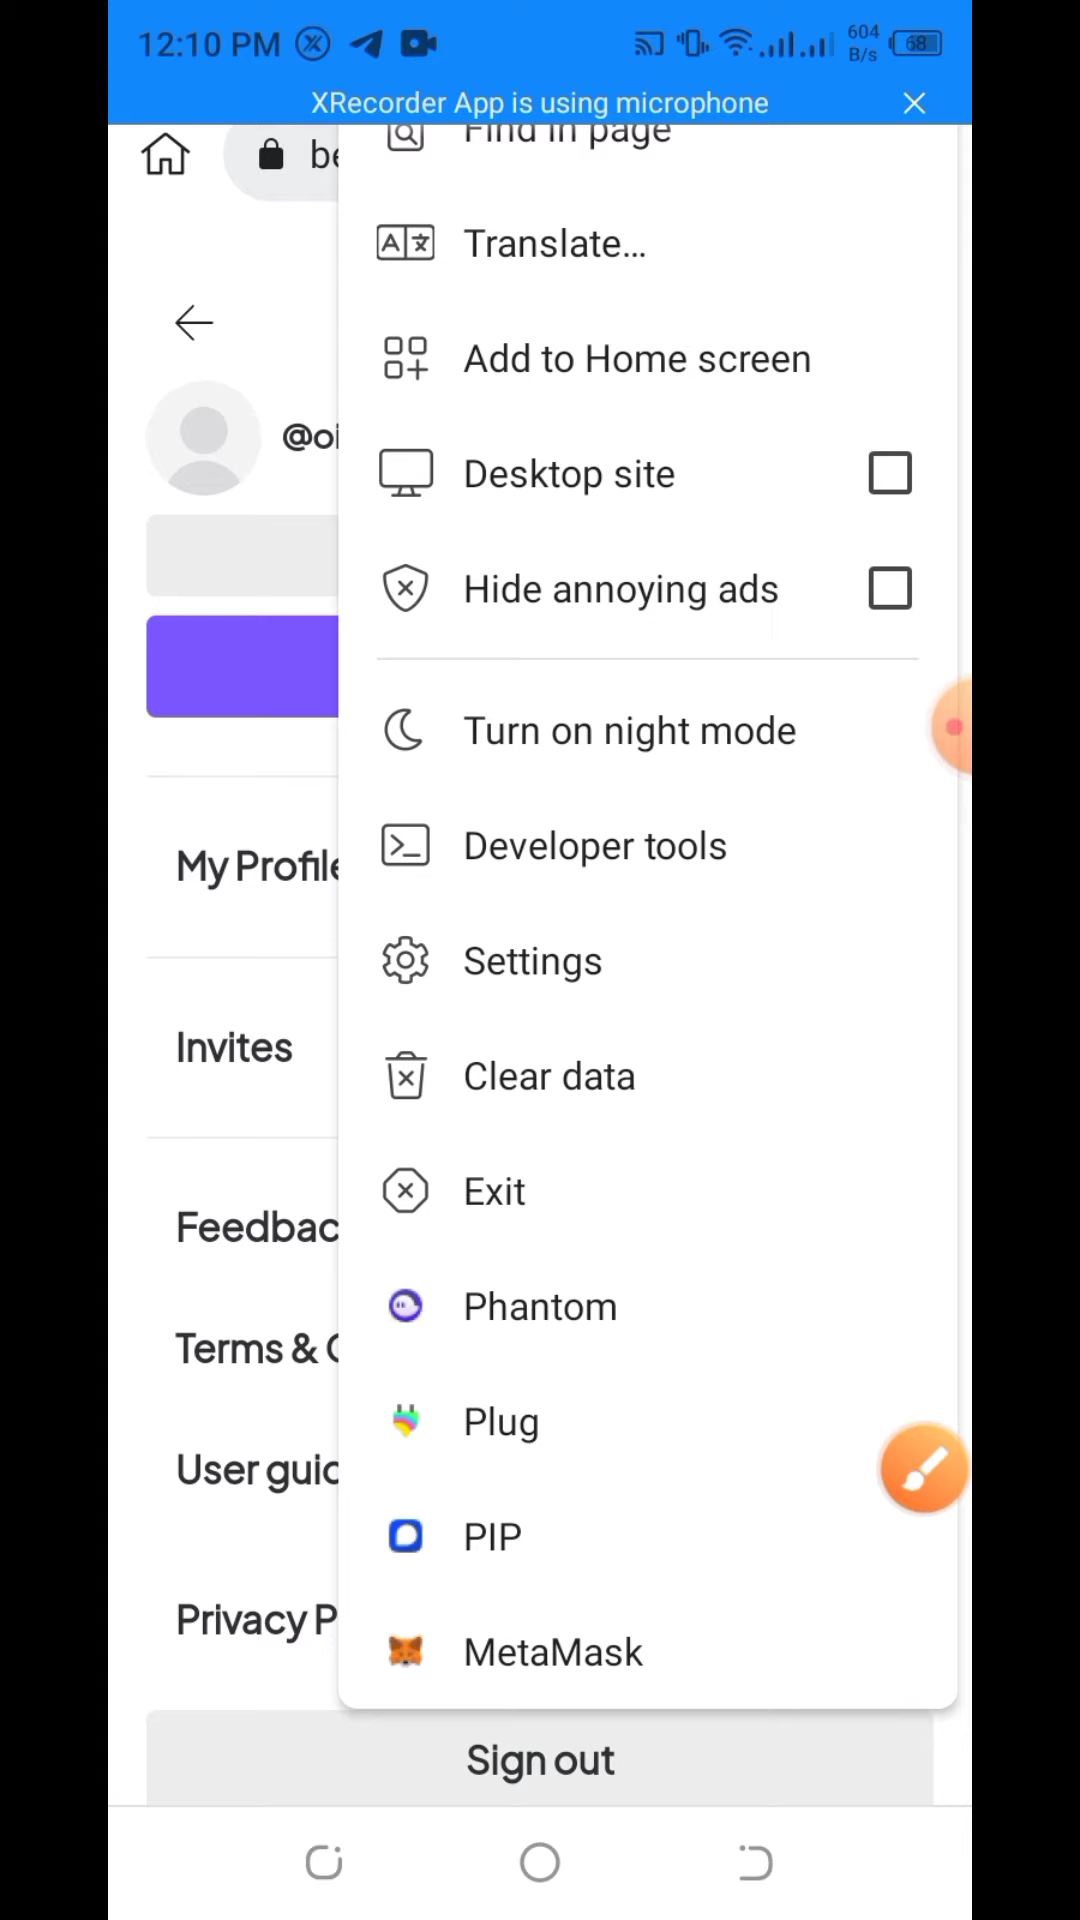 12:10 PM
604
B/s
68
XRecorder App is using microphone
be
Find in page
Translate...
Add to Home screen
@oi
Desktop site
Hide annoying ads
Turn on night mode
Developer tools
My Profile
Settings
Invites
Clear data
Exit
Feedbac
Phantom
Terms & C
Plug
User guid
PIP
Privacy P
MetaMask
Sign out